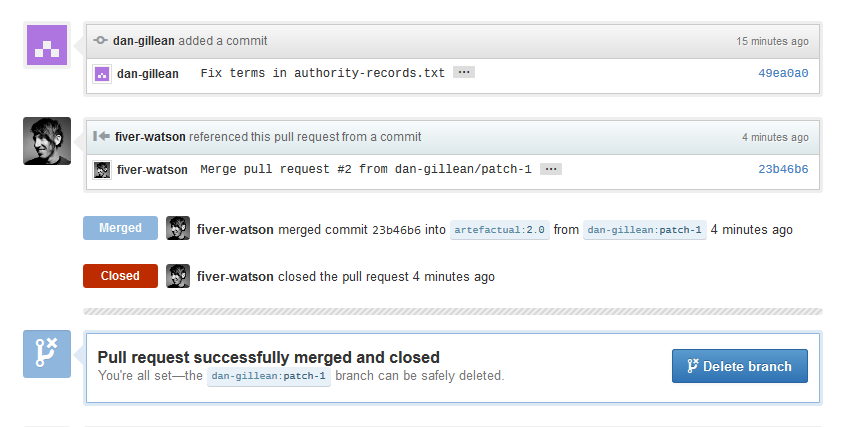 dan-gillean added a commit 15 minutes ago
dan-gillean Fix terms in authority-records.txt ... 49ea0a0
fiver-watson referenced this pull request from a commit 4 minutes ago
fiver-watson Merge pull request #2 from dan-gillean/patch-1 ... 23b46b6
Merged fiver-watson merged commit 23b46b6 into artefactual:2.0 from dan-gillean:patch-1 4 minutes ago
Closed fiver-watson closed the pull request 4 minutes ago
Pull request successfully merged and closed
You're all set—the dan-gillean:patch-1 branch can be safely deleted.
Delete branch